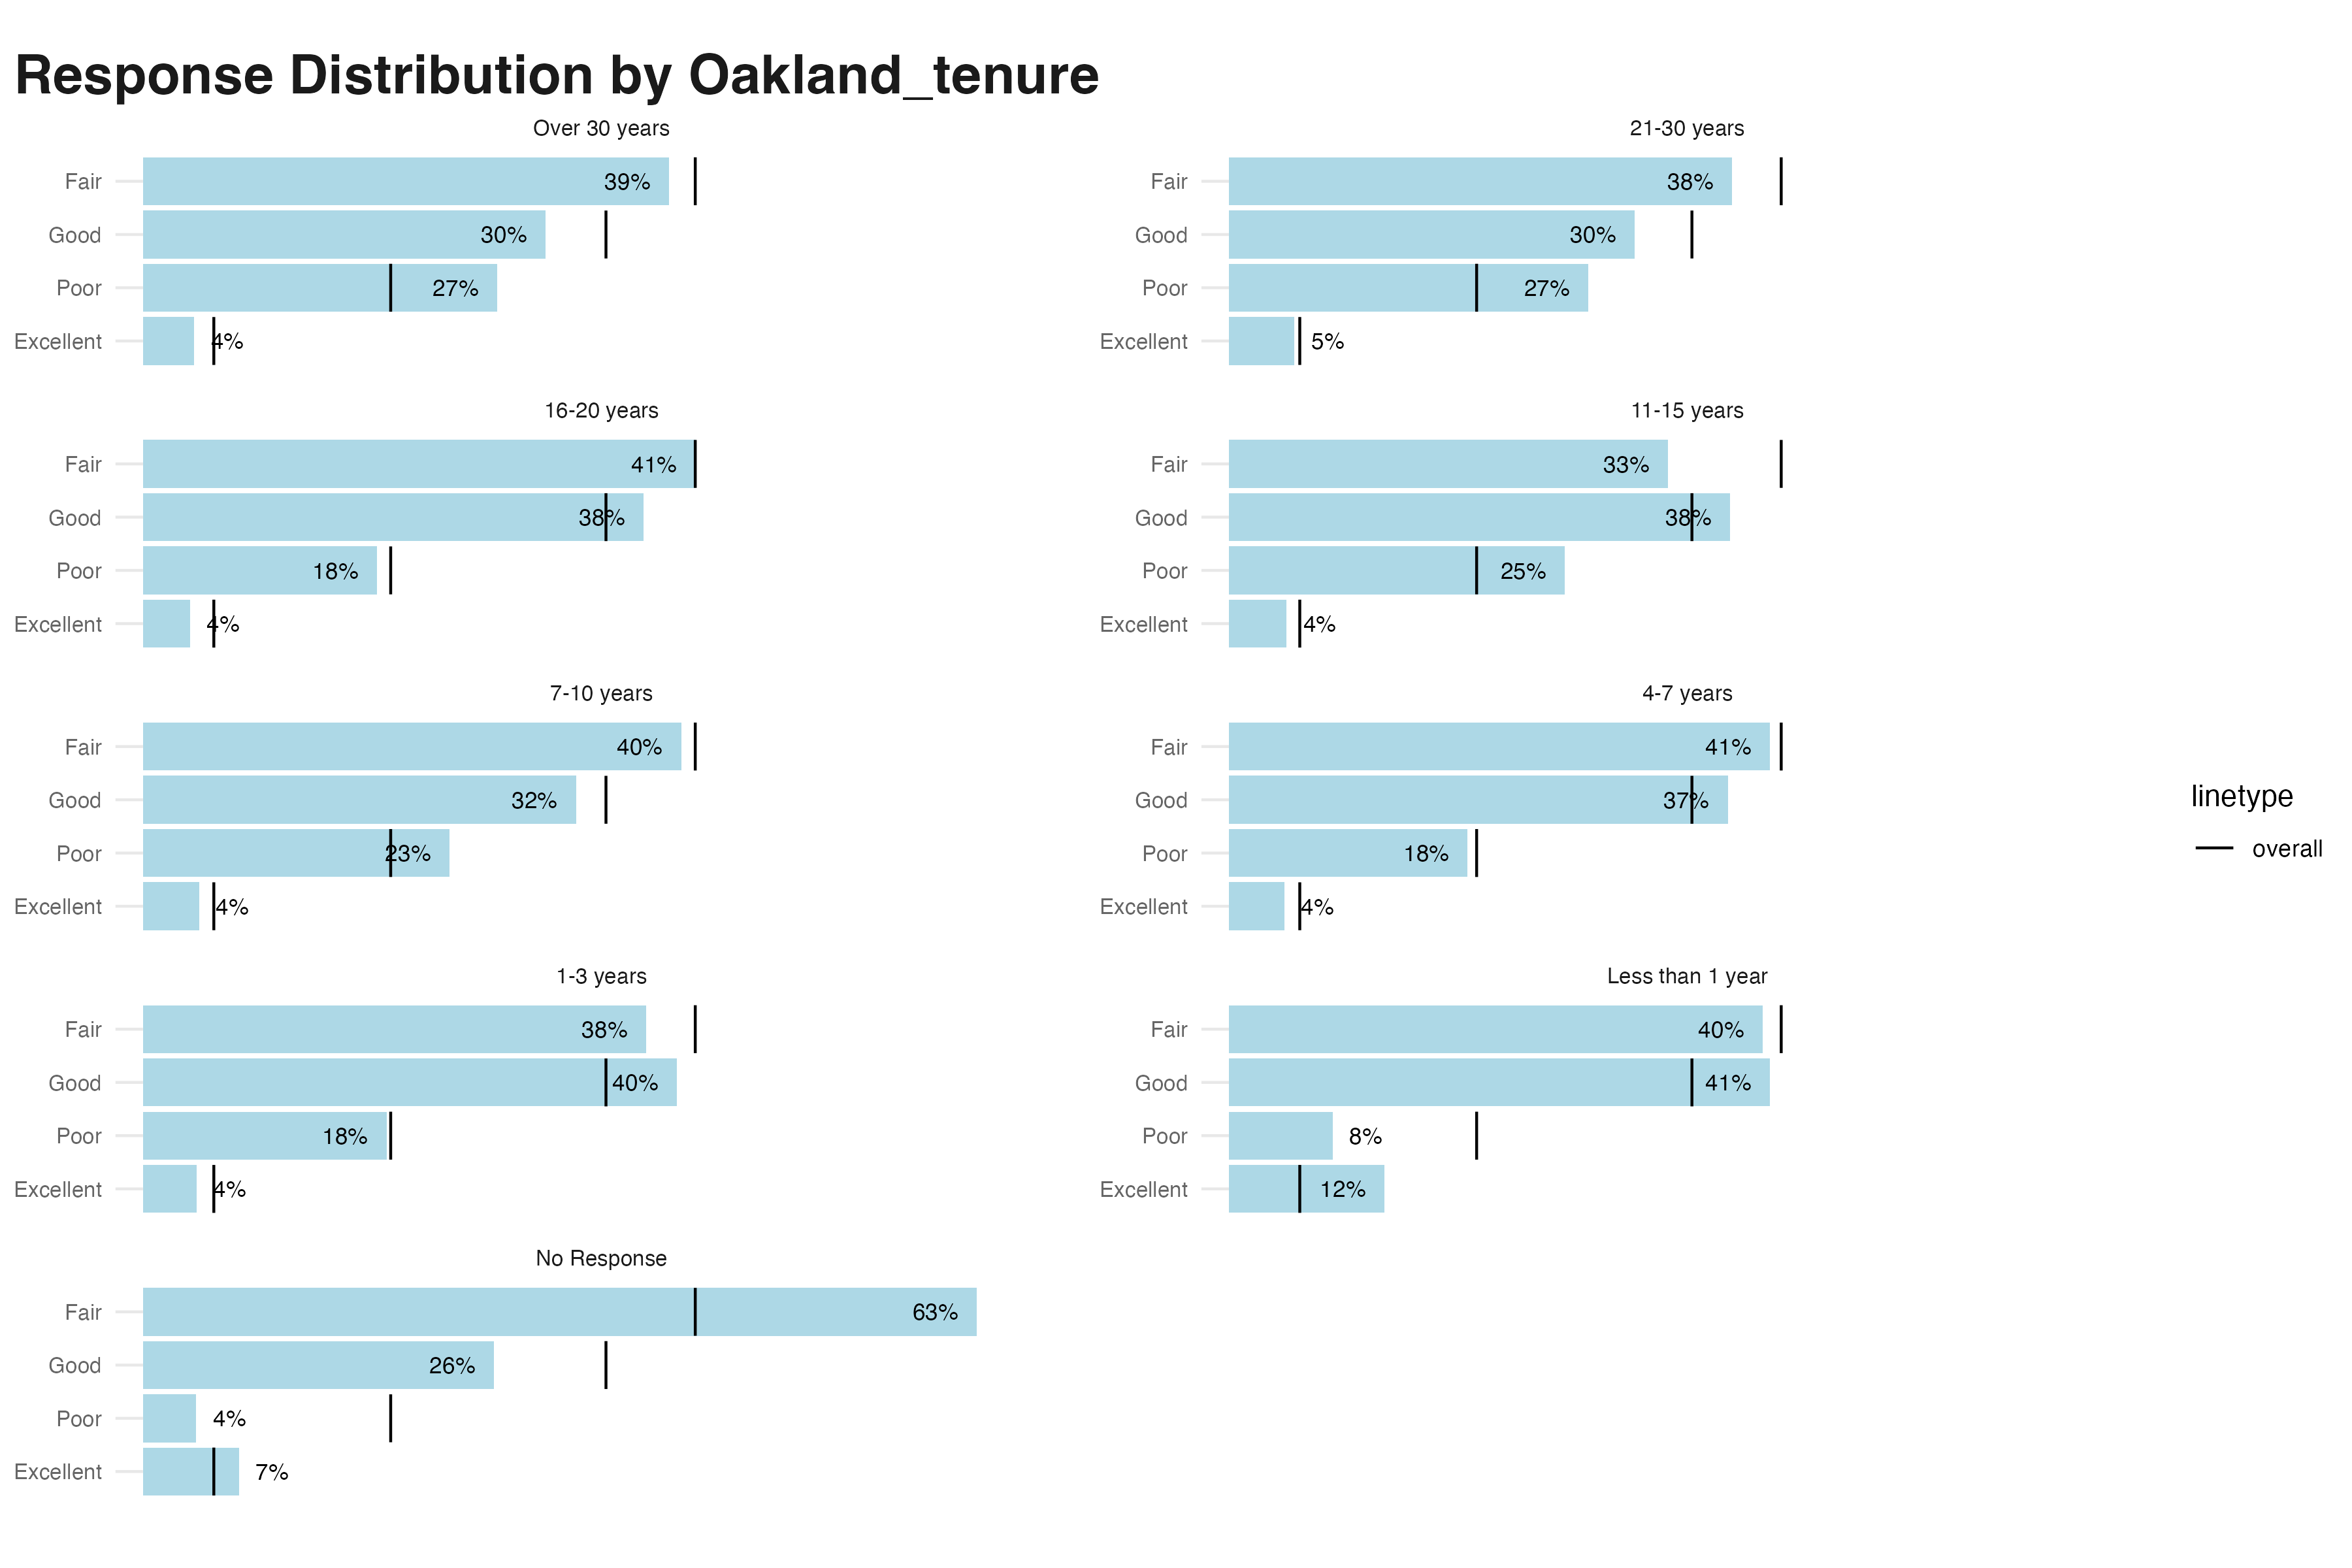 Response Distribution by Oakland_tenure
Over 30 years
Fair 39%
Good 30%
Poor 27%
Excellent 4%
21-30 years
Fair 38%
Good 30%
Poor 27%
Excellent 5%
16-20 years
Fair 41%
Good 38%
Poor 18%
Excellent 4%
11-15 years
Fair 33%
Good 38%
Poor 25%
Excellent 4%
7-10 years
Fair 40%
Good 32%
Poor 23%
Excellent 4%
4-7 years
Fair 41%
Good 37%
Poor 18%
Excellent 4%
linetype
overall
1-3 years
Fair 38%
Good 40%
Poor 18%
Excellent 4%
Less than 1 year
Fair 40%
Good 41%
Poor 8%
Excellent 12%
No Response
Fair 63%
Good 26%
Poor 4%
Excellent 7%